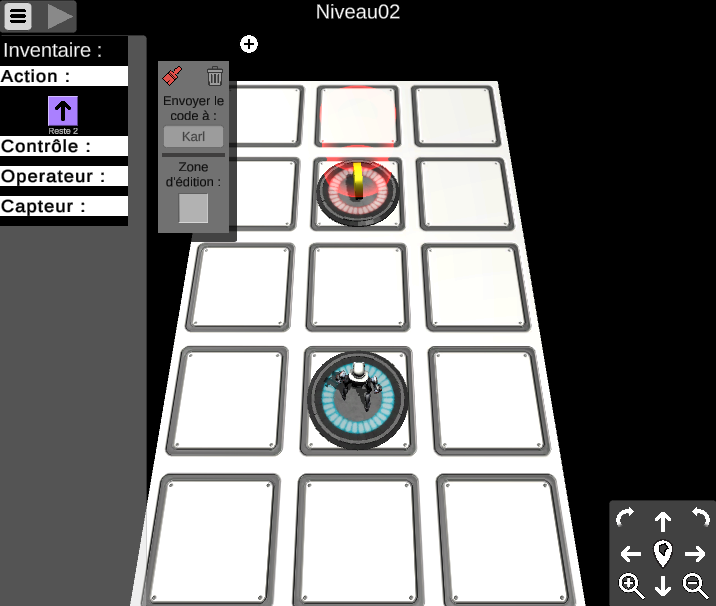 Niveau02
Inventaire :
Action :
Reste 2
Contrôle :
Operateur :
Capteur :
Envoyer le
code à :
Karl
Zone
d'édition :